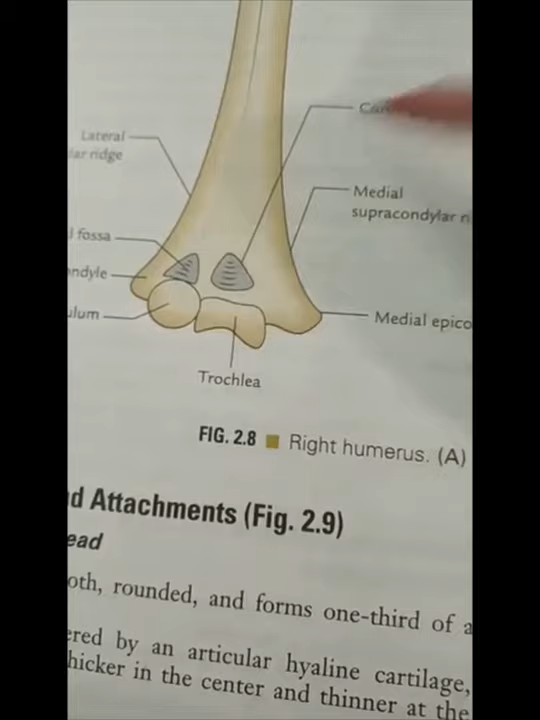 Lateral
lar ridge
Medial
supracondylar
l fossa
ndyle
ulum
Medial epico
Trochlea
FIG. 2.8 Right humerus. (A)
d Attachments (Fig. 2.9)
ead
oth, rounded, and forms one-third of a
ered by an articular hyaline cartilage,
hicker in the center and thinner at the